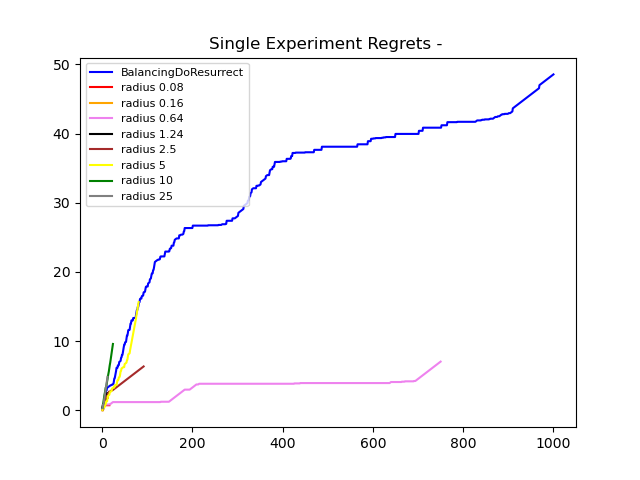 Single Experiment Regrets -
50
40
30
20
10
0
BalancingDoResurrect
radius 0.08
radius 0.16
radius 0.64
radius 1.24
radius 2.5
radius 5
radius 10
radius 25
0 200 400 600 800 1000